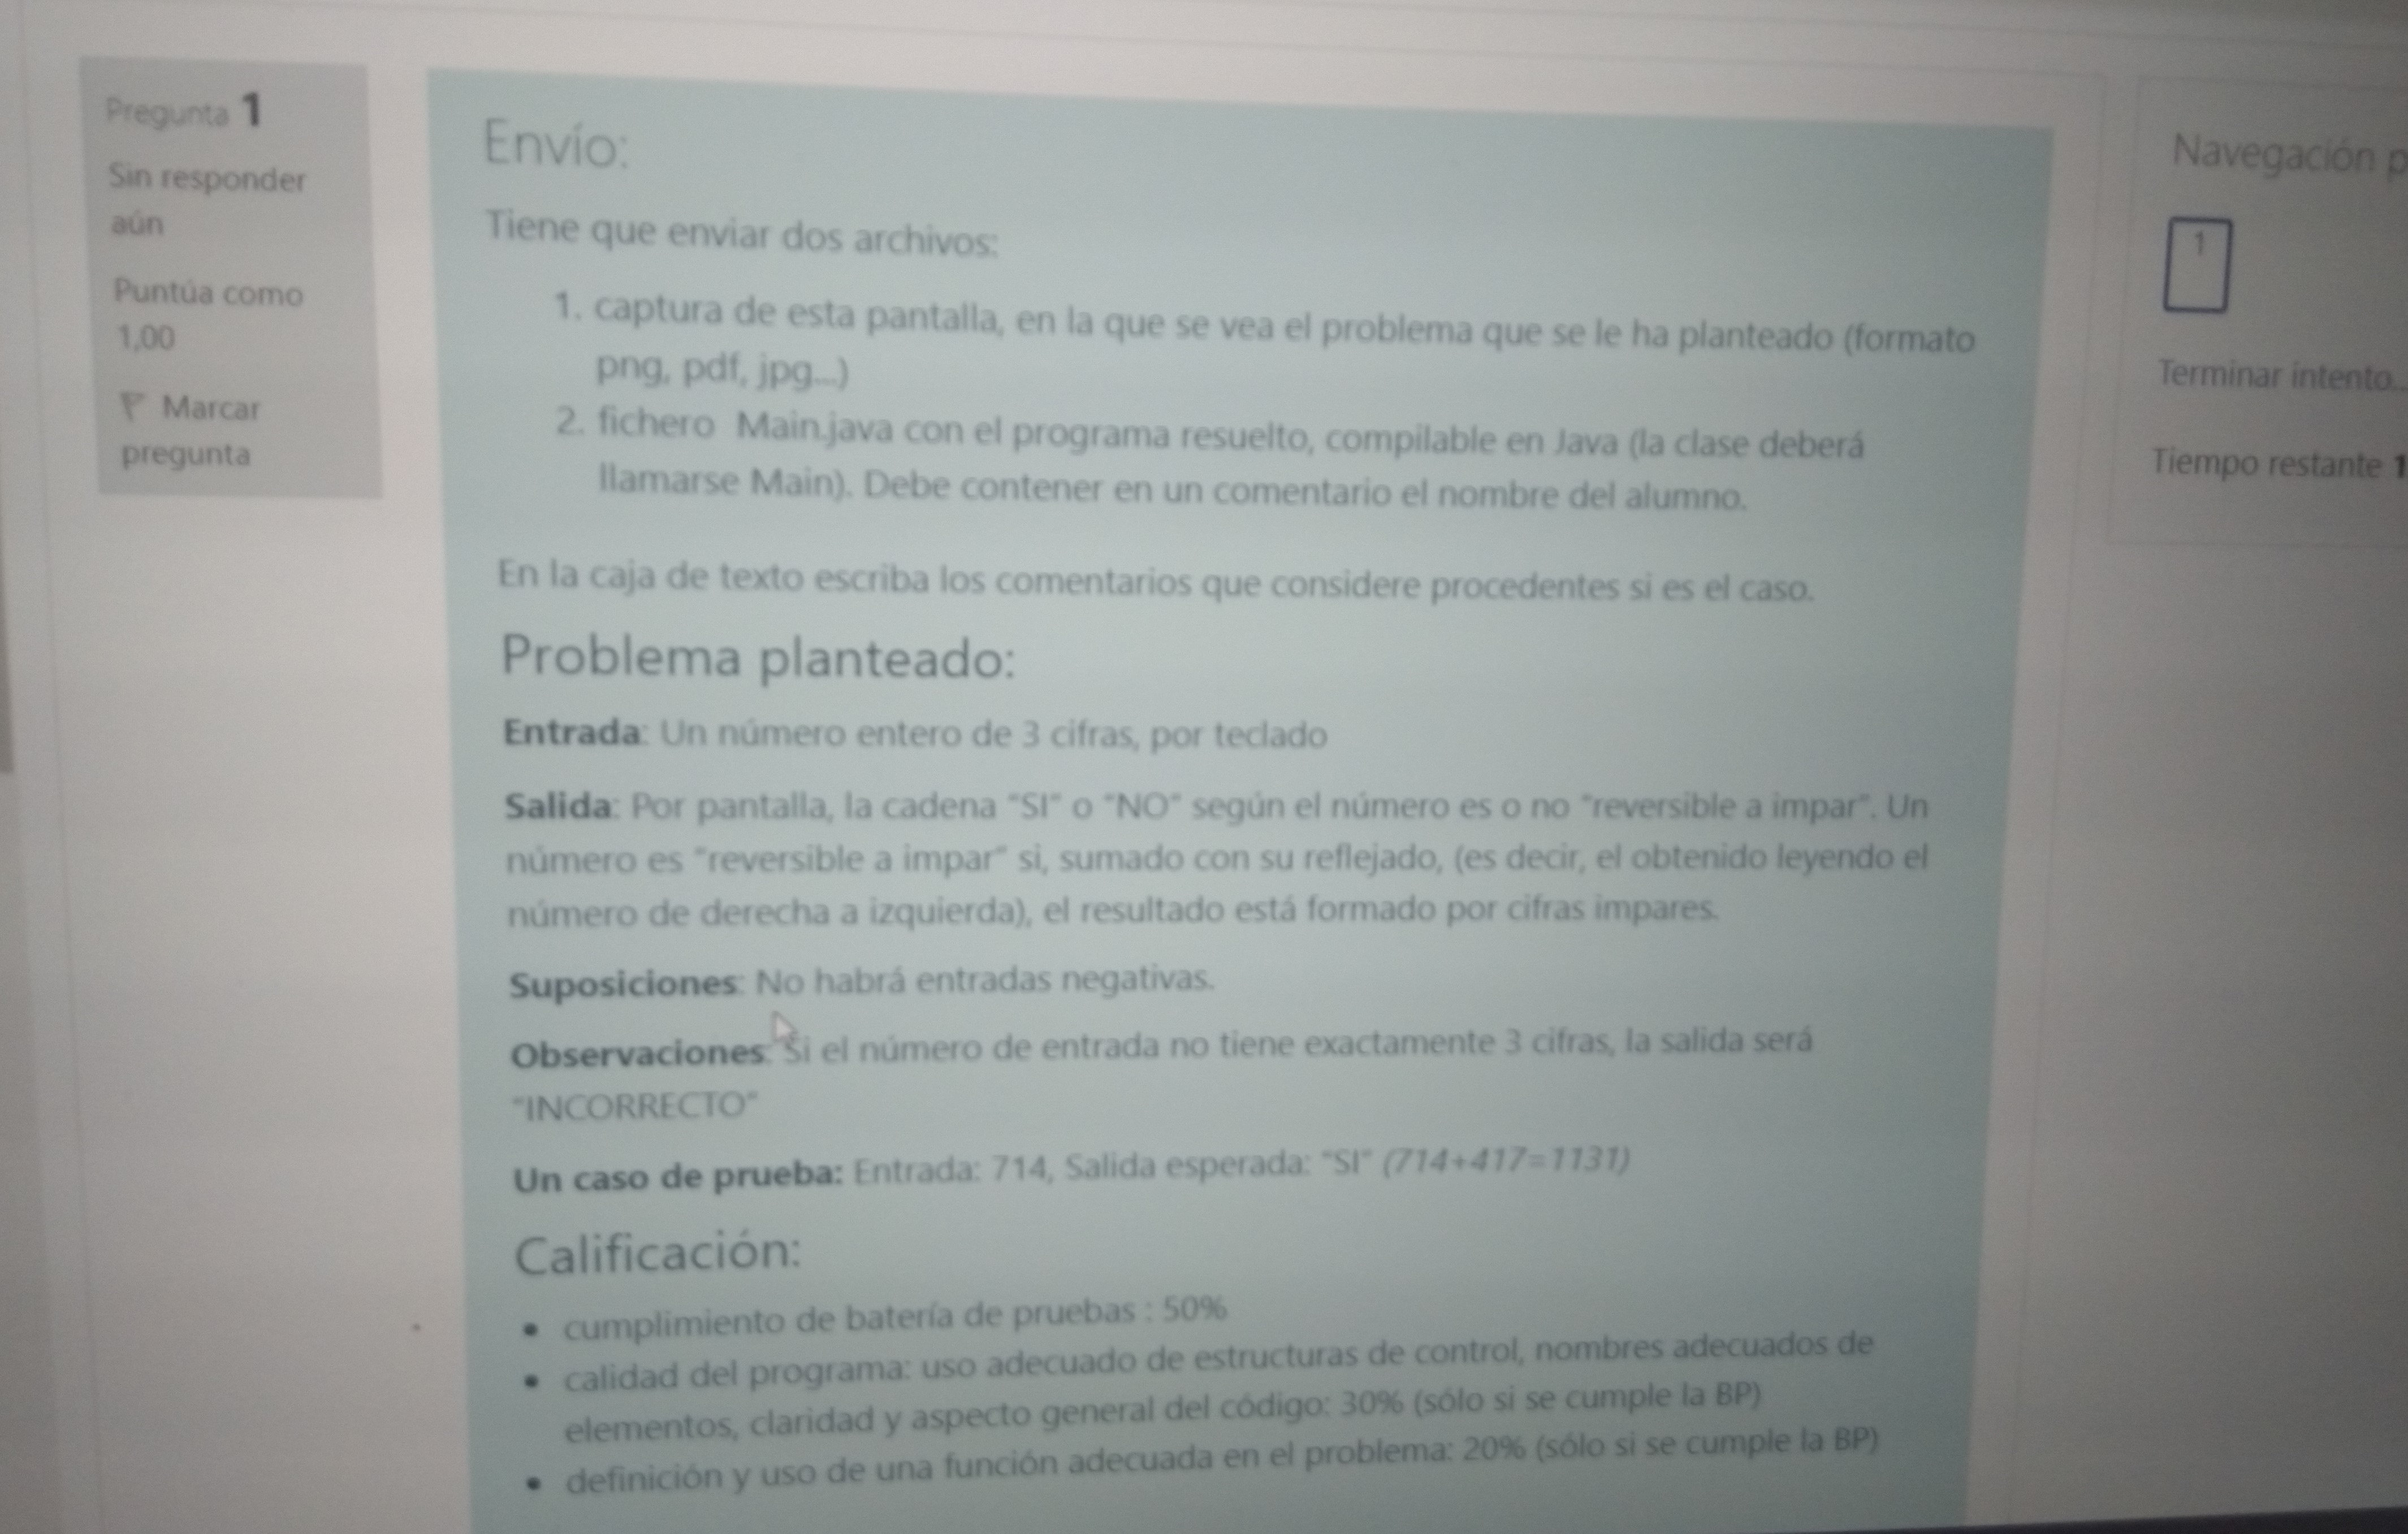 Pregunta 1
Sin responder
aún
Puntúa como
1,00
Marcar
pregunta
Envío:
Tiene que enviar dos archivos:
1. captura de esta pantalla, en la que se vea el problema que se le ha planteado (formato
png, pdf, jpg...)
2. fichero Main.java con el programa resuelto, compilable en Java (la clase deberá
llamarse Main). Debe contener en un comentario el nombre del alumno.
En la caja de texto escriba los comentarios que considere procedentes si es el caso.
Problema planteado:
Entrada: Un número entero de 3 cifras, por teclado
Salida: Por pantalla, la cadena "SI" o "NO" según el número es o no "reversible a impar". Un
número es "reversible a impar" si, sumado con su reflejado, (es decir, el obtenido leyendo el
número de derecha a izquierda), el resultado está formado por cifras impares.
Suposiciones: No habrá entradas negativas.
Observaciones: Si el número de entrada no tiene exactamente 3 cifras, la salida será
"INCORRECTO"
Un caso de prueba: Entrada: 714, Salida esperada: "SI" (714+417=1131)
Calificación:
• cumplimiento de batería de pruebas : 50%
• calidad del programa: uso adecuado de estructuras de control, nombres adecuados de
elementos, claridad y aspecto general del código: 30% (sólo si se cumple la BP)
• definición y uso de una función adecuada en el problema: 20% (sólo si se cumple la BP)
Navegación p
1
Terminar intento...
Tiempo restante 1